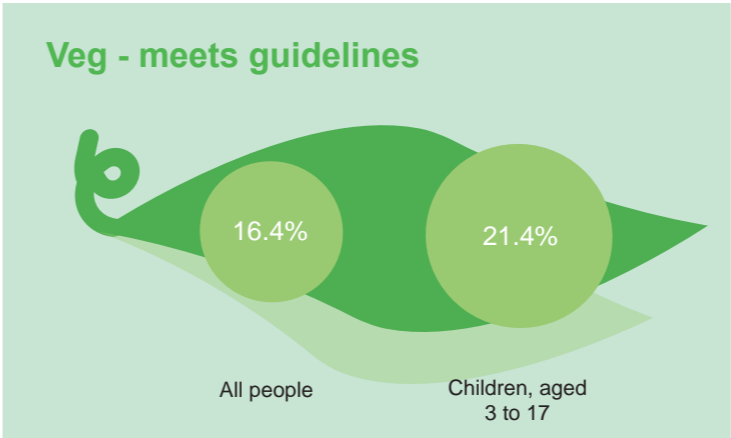 Veg - meets guidelines
16.4%
21.4%
All people
Children, aged
3 to 17